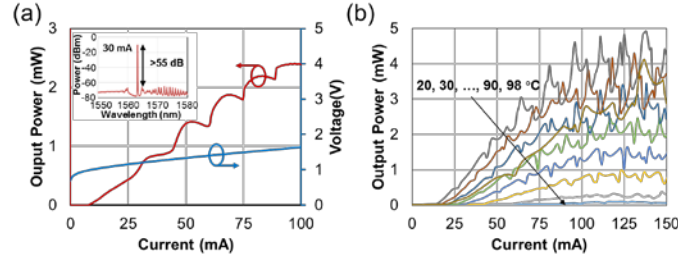 (a)
3
2
1
0
Ouput Power (mW)
0
-20
-40
-60
-80
Power (dBm)
30 mA
>55 dB
1550 1560 1570 1580
Wavelength (nm)
5
4
3
2
1
0
Voltage(V)
0 25 50 75 100
Current (mA)
(b)
5
4
3
2
1
0
Output Power (mW)
20, 30, ..., 90, 98 °C
0 25 50 75 100 125 150
Current (mA)